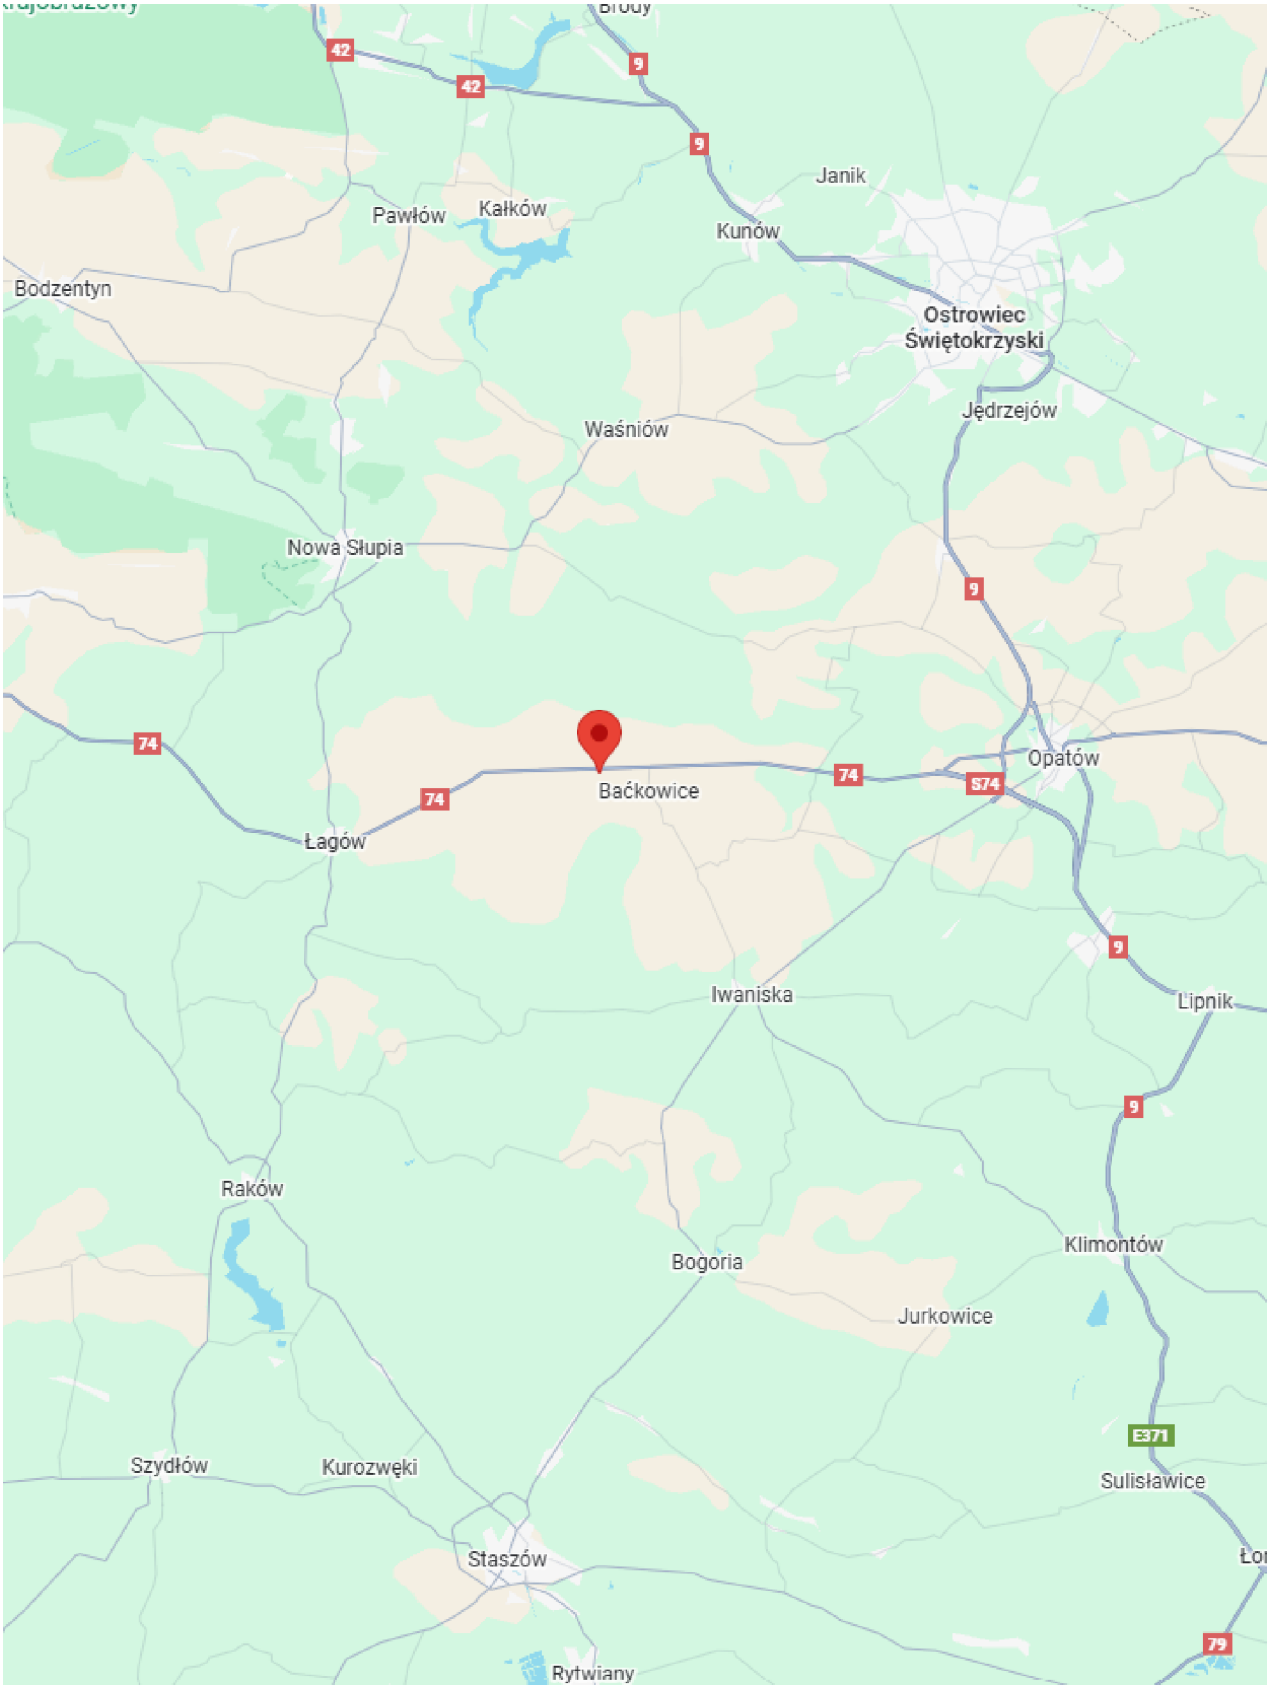 krajobrazowy
Brody
42
9
42
9
Janik
Pawłów
Kałków
Kunów
Bodzentyn
Ostrowiec
Świętokrzyski
Jędrzejów
Waśniów
Nowa Słupia
9
74
Opatów
74
S74
Baćkowice
74
Łagów
9
Iwaniska
Lipnik
9
Raków
Klimontów
Bogoria
Jurkowice
E371
Szydłów
Kurozwęki
Sulisławice
Staszów
79
Rytwiany